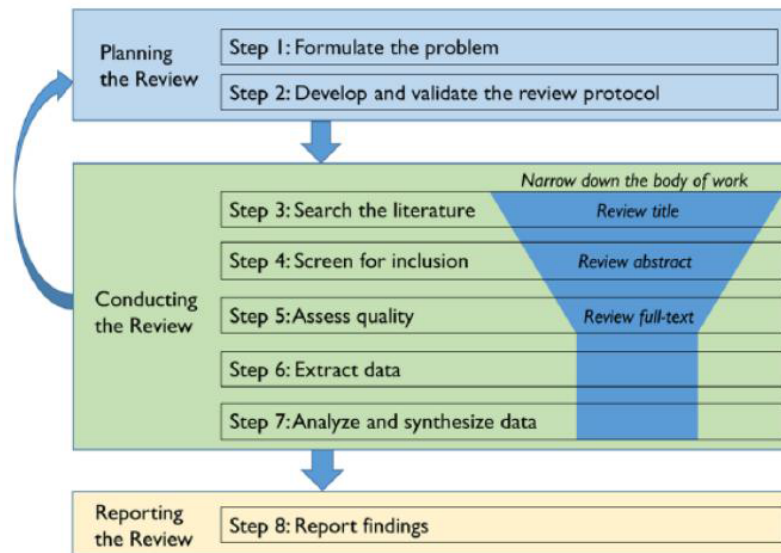 Planning
the Review
Step 1: Formulate the problem
Step 2: Develop and validate the review protocol
Narrow down the body of work
Conducting
the Review
Step 3: Search the literature
Review title
Step 4: Screen for inclusion
Review abstract
Step 5: Assess quality
Review full-text
Step 6: Extract data
Step 7: Analyze and synthesize data
Reporting
the Review
Step 8: Report findings